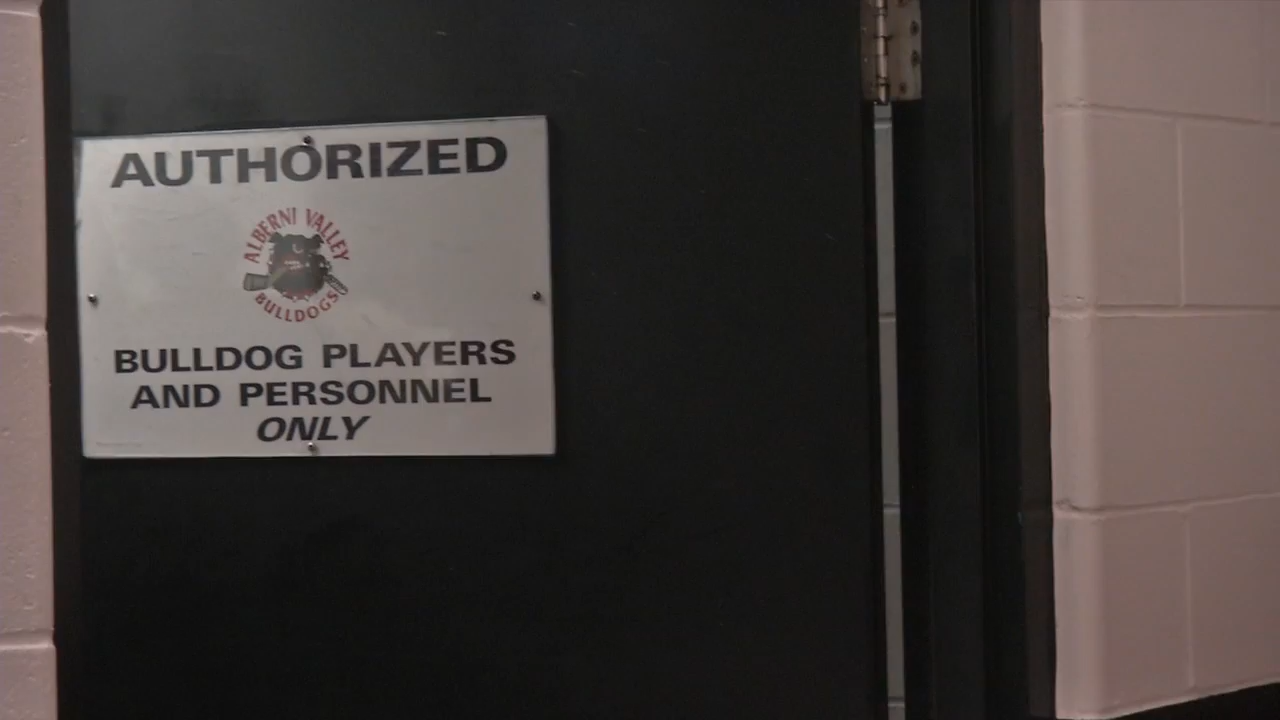 AUTHORIZED
ALBERNI VALLEY
BULLDOGS
BULLDOG PLAYERS
AND PERSONNEL
ONLY